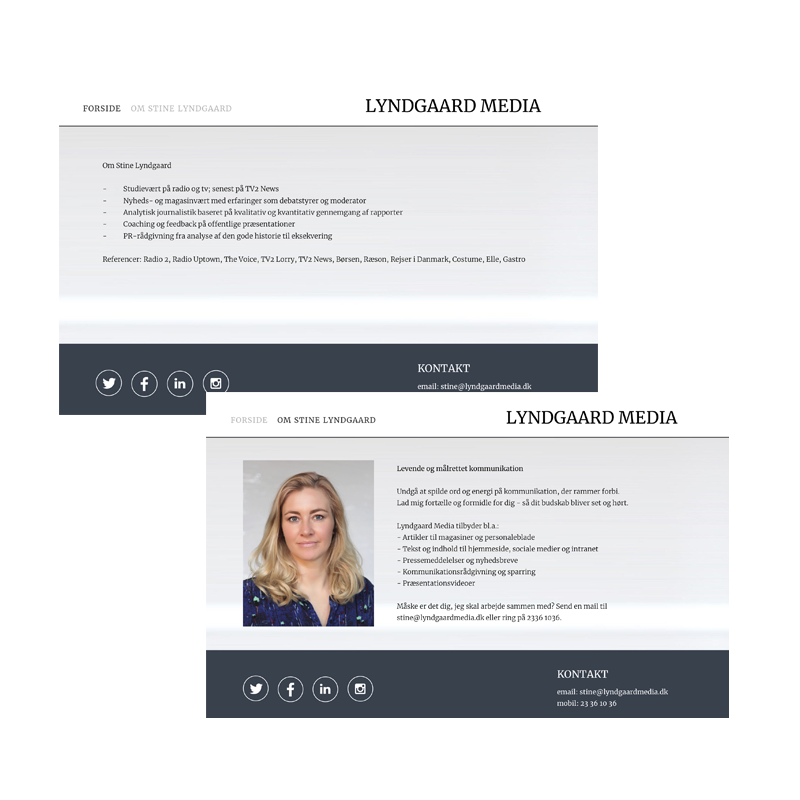 FORSIDE OM STINE LYNDGAARD
LYNDGAARD MEDIA
Om Stine Lyndgaard
- Studievært på radio og tv; senest på TV2 News
- Nyheds- og magasinvært med erfaringer som debatstyrer og moderator
- Analytisk journalistik baseret på kvalitativ og kvantitativ gennemgang af rapporter
- Coaching og feedback på offentlige præsentationer
- PR-rådgivning fra analyse af den gode historie til eksekvering
Referencer: Radio 2, Radio Uptown, The Voice, TV2 Lorry, TV2 News, Børsen, Ræson, Rejser i Danmark, Costume, Elle, Gastro
KONTAKT
email: stine@lyndgaardmedia.dk
FORSIDE OM STINE LYNDGAARD
LYNDGAARD MEDIA
Levende og målrettet kommunikation
Undgå at spilde ord og energi på kommunikation, der rammer forbi.
Lad mig fortælle og formidle for dig - så dit budskab bliver set og hørt.
Lyndgaard Media tilbyder bl.a.:
- Artikler til magasiner og personaleblade
- Tekst og indhold til hjemmeside, sociale medier og intranet
- Pressemeddelelser og nyhedsbreve
- Kommunikationsrådgivning og sparring
- Præsentationsvideoer
Måske er det dig, jeg skal arbejde sammen med? Send en mail til
stine@lyndgaardmedia.dk eller ring på 2336 1036.
KONTAKT
email: stine@lyndgaardmedia.dk
mobil: 23 36 10 36